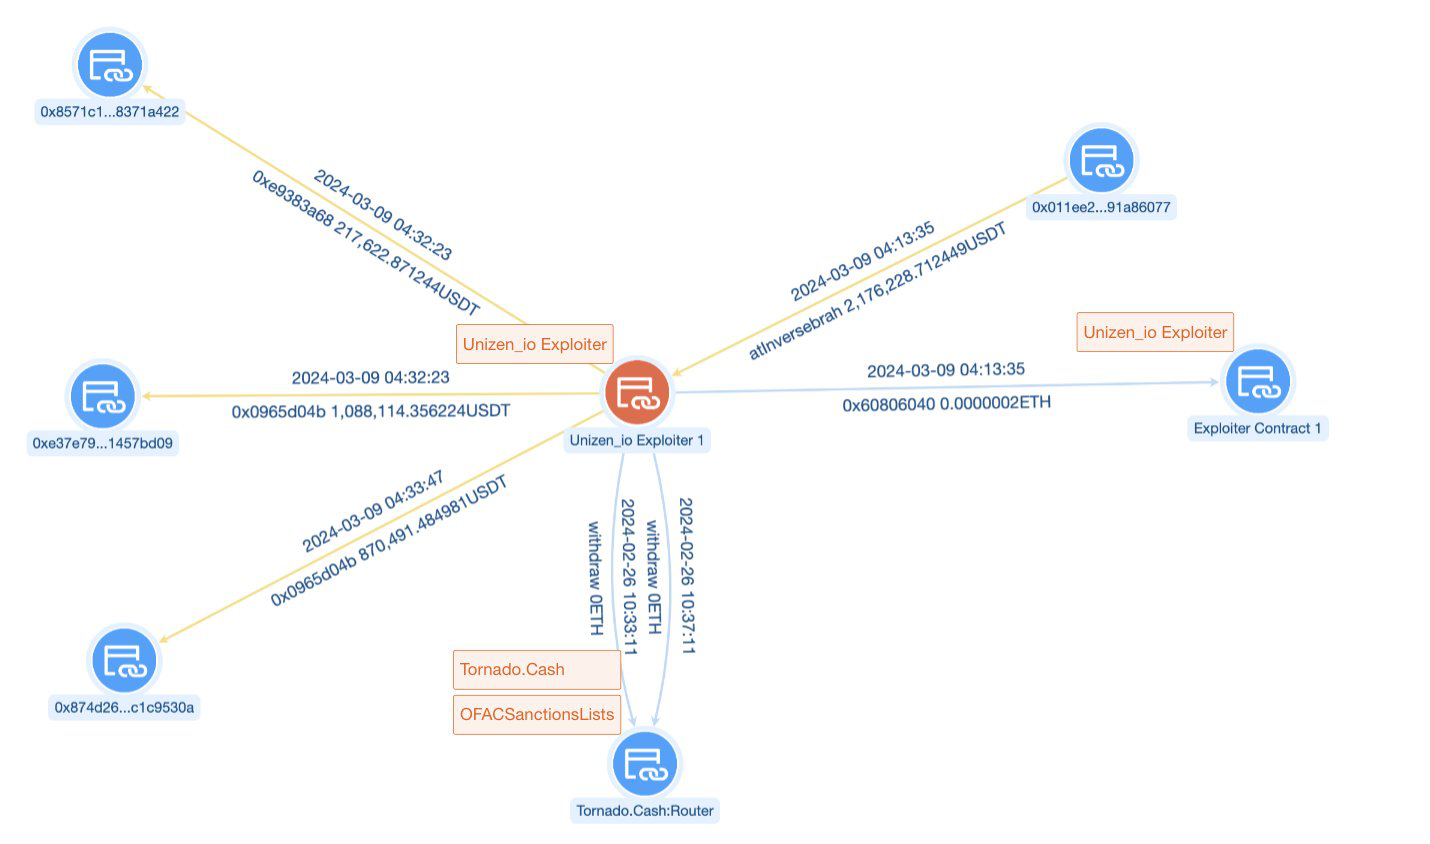 0x8571c1...8371a422
2024-03-09 04:32:23
0xe9383a68 217,622.871244USDT
0x011ee2...91a86077
2024-03-09 04:13:35
atInversebrah 2,176,228.712449USDT
Unizen_io Exploiter
Unizen_io Exploiter
2024-03-09 04:32:23
0x0965d04b 1,088,114.356224USDT
0xe37e79...1457bd09
Unizen_io Exploiter 1
2024-03-09 04:13:35
0x60806040 0.0000002ETH
Exploiter Contract 1
2024-03-09 04:33:47
0x0965d04b 870,491.484981USDT
0x874d26...c1c9530a
withdraw 0ETH
2024-02-26 10:33:11
withdraw 0ETH
2024-02-26 10:37:11
Tornado.Cash
OFACSanctionsLists
Tornado.Cash:Router